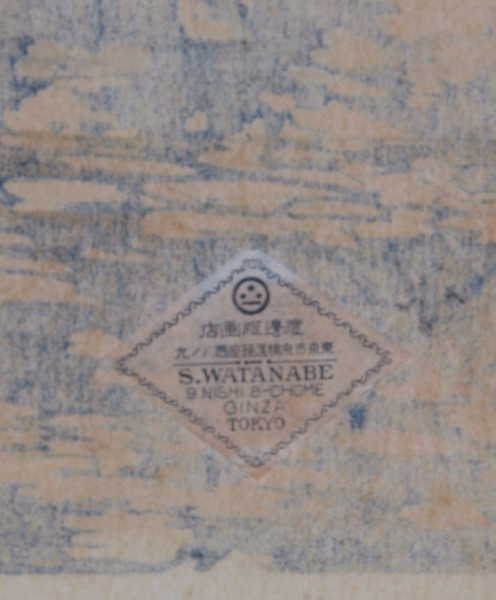 店画版邊渡
S.WATANABE
9 NISHI 8-CHOME
GINZA
TOKYO